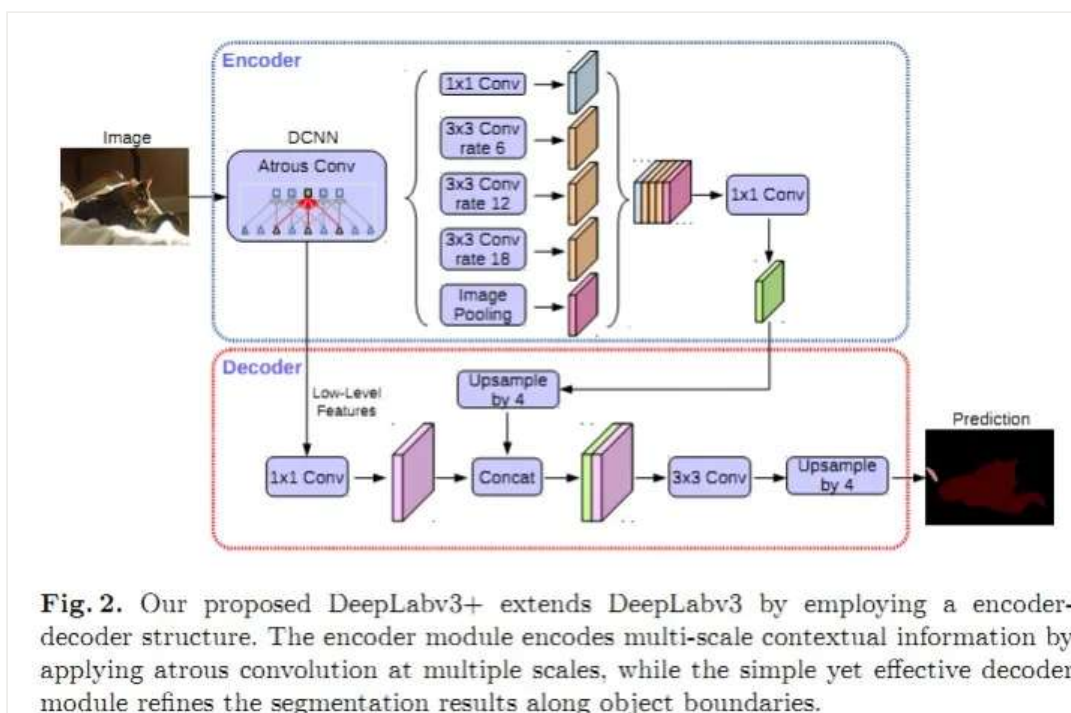 Encoder
Image
DCNN
Atrous Conv
1x1 Conv
3x3 Conv
rate 6
3x3 Conv
rate 12
3x3 Conv
rate 18
Image
Pooling
1x1 Conv
Decoder
Low-Level
Features
Upsample
by 4
1x1 Conv
Concat
3x3 Conv
Upsample
by 4
Prediction
Fig. 2. Our proposed DeepLabv3+ extends DeepLabv3 by employing a encoder-
decoder structure. The encoder module encodes multi-scale contextual information by
applying atrous convolution at multiple scales, while the simple yet effective decoder
module refines the segmentation results along object boundaries.